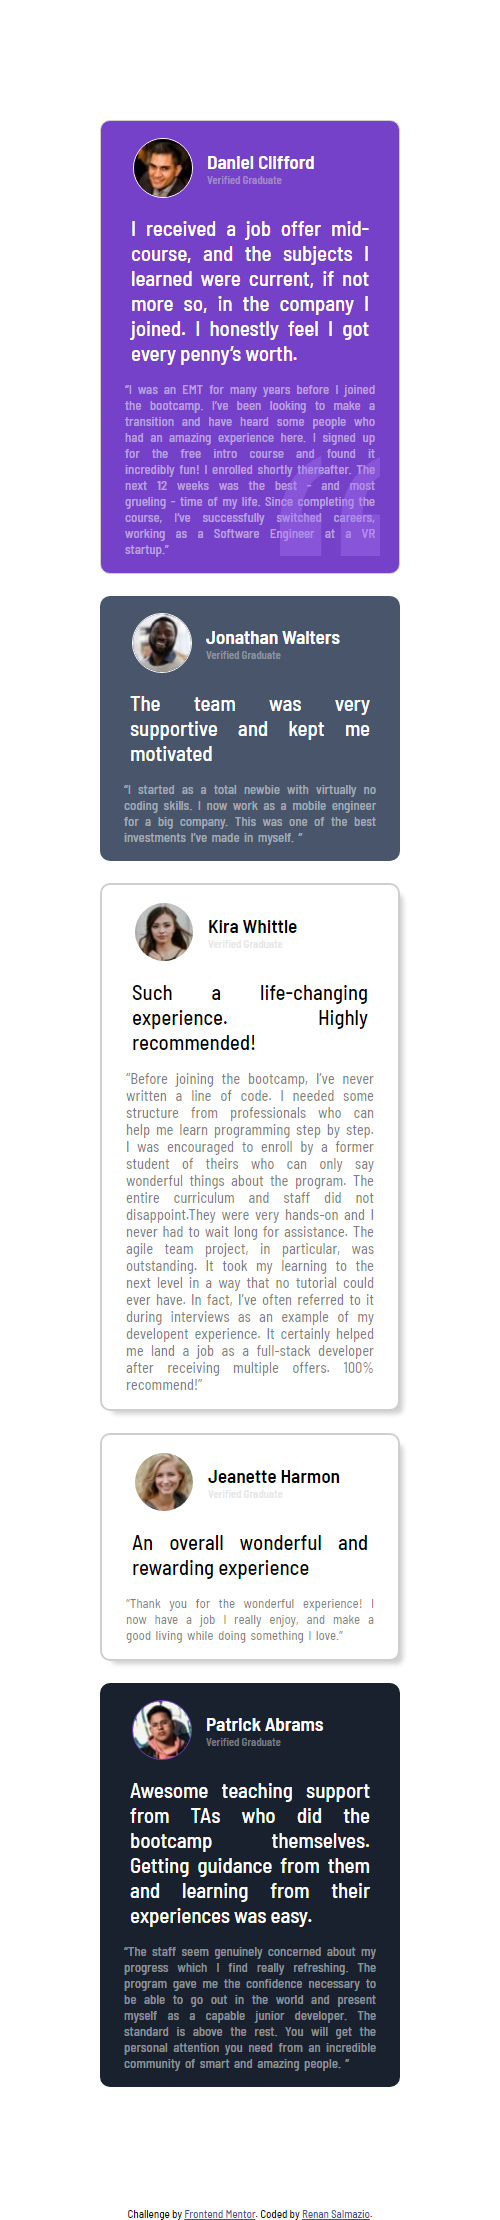 Daniel Clifford
Verified Graduate
I received a job offer mid-
course, and the subjects I
learned were current, if not
more so, in the company I
joined. I honestly feel I got
every penny’s worth.
“I was an EMT for many years before I joined
the bootcamp. I’ve been looking to make a
transition and have heard some people who
had an amazing experience here. I signed up
for the free intro course and found it
incredibly fun! I enrolled shortly thereafter. The
next 12 weeks was the best - and most
grueling - time of my life. Since completing the
course, I’ve successfully switched careers,
working as a Software Engineer at a VR
startup.”
Jonathan Walters
Verified Graduate
The team was very
supportive and kept me
motivated
“I started as a total newbie with virtually no
coding skills. I now work as a mobile engineer
for a big company. This was one of the best
investments I’ve made in myself. ”
Kira Whittle
Verified Graduate
Such a life-changing
experience. Highly
recommended!
“Before joining the bootcamp, I’ve never
written a line of code. I needed some
structure from professionals who can
help me learn programming step by step.
I was encouraged to enroll by a former
student of theirs who can only say
wonderful things about the program. The
entire curriculum and staff did not
disappoint.They were very hands-on and I
never had to wait long for assistance. The
agile team project, in particular, was
outstanding. It took my learning to the
next level in a way that no tutorial could
ever have. In fact, I’ve often referred to it
during interviews as an example of my
developent experience. It certainly helped
me land a job as a full-stack developer
after receiving multiple offers. 100%
recommend!”
Jeanette Harmon
Verified Graduate
An overall wonderful and
rewarding experience
“Thank you for the wonderful experience! I
now have a job I really enjoy, and make a
good living while doing something I love.”
Patrick Abrams
Verified Graduate
Awesome teaching support
from TAs who did the
bootcamp themselves.
Getting guidance from them
and learning from their
experiences was easy.
“The staff seem genuinely concerned about my
progress which I find really refreshing. The
program gave me the confidence necessary to
be able to go out in the world and present
myself as a capable junior developer. The
standard is above the rest. You will get the
personal attention you need from an incredible
community of smart and amazing people. ”
Challenge by Frontend Mentor. Coded by Renan Salmazio.